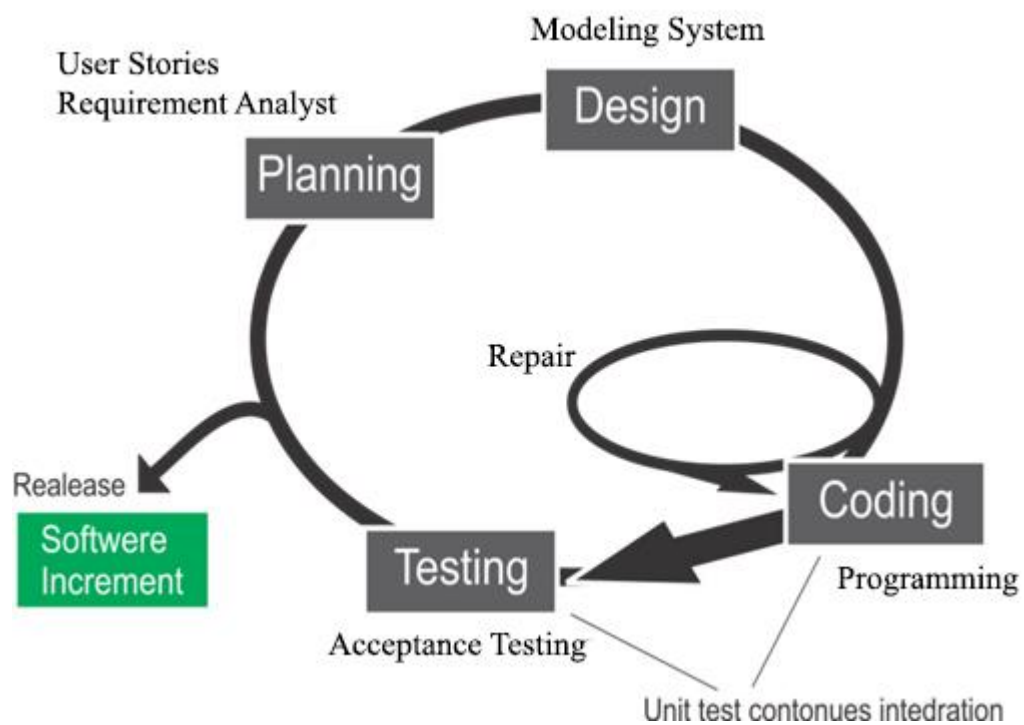 Modeling System
User Stories
Requirement Analyst
Design
Planning
Repair
Realease
Softwere
Increment
Coding
Testing
Programming
Acceptance Testing
Unit test contonues intedration